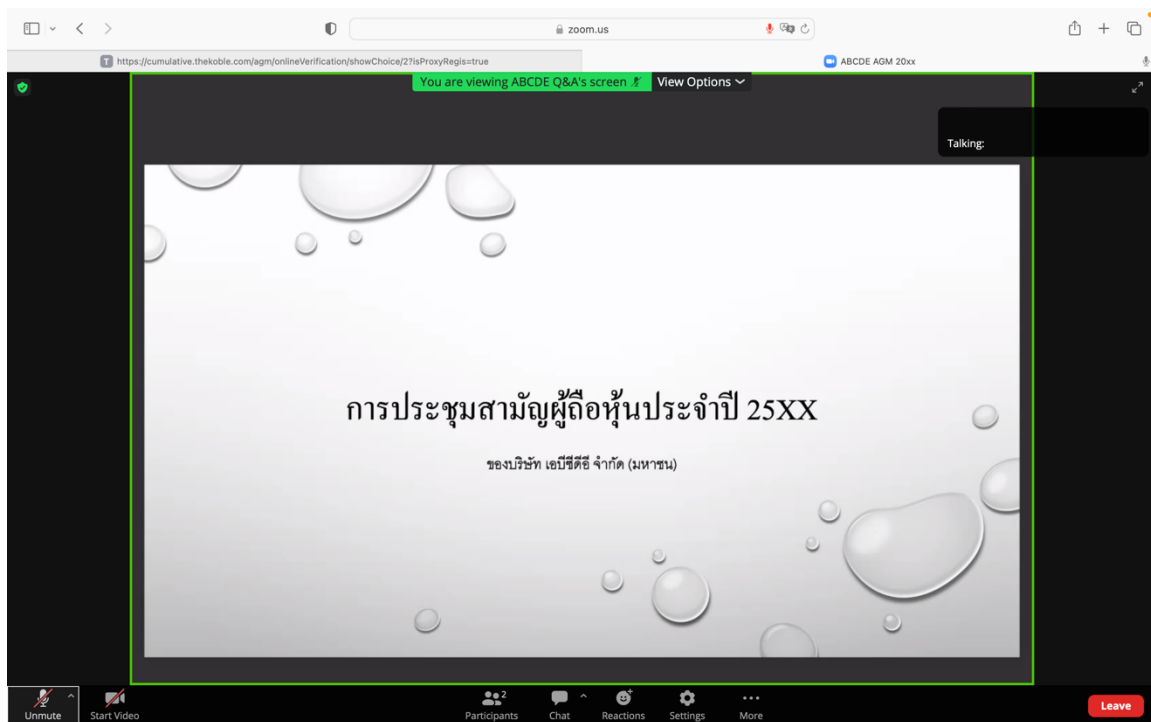 zoom.us
https://cumulative.thekoble.com/agm/onlineVerification/showChoice/2?isProxyRegis=true
ABCDE AGM 20xx
You are viewing ABCDE Q&A's screen
View Options
Talking:
การประชุมสามัญผู้ถือหุ้นประจำปี 25XX
ของบริษัท เอบีซีดีอี จำกัด (มหาชน)
2
Unmute
Start Video
Participants
Chat
Reactions
Settings
More
Leave